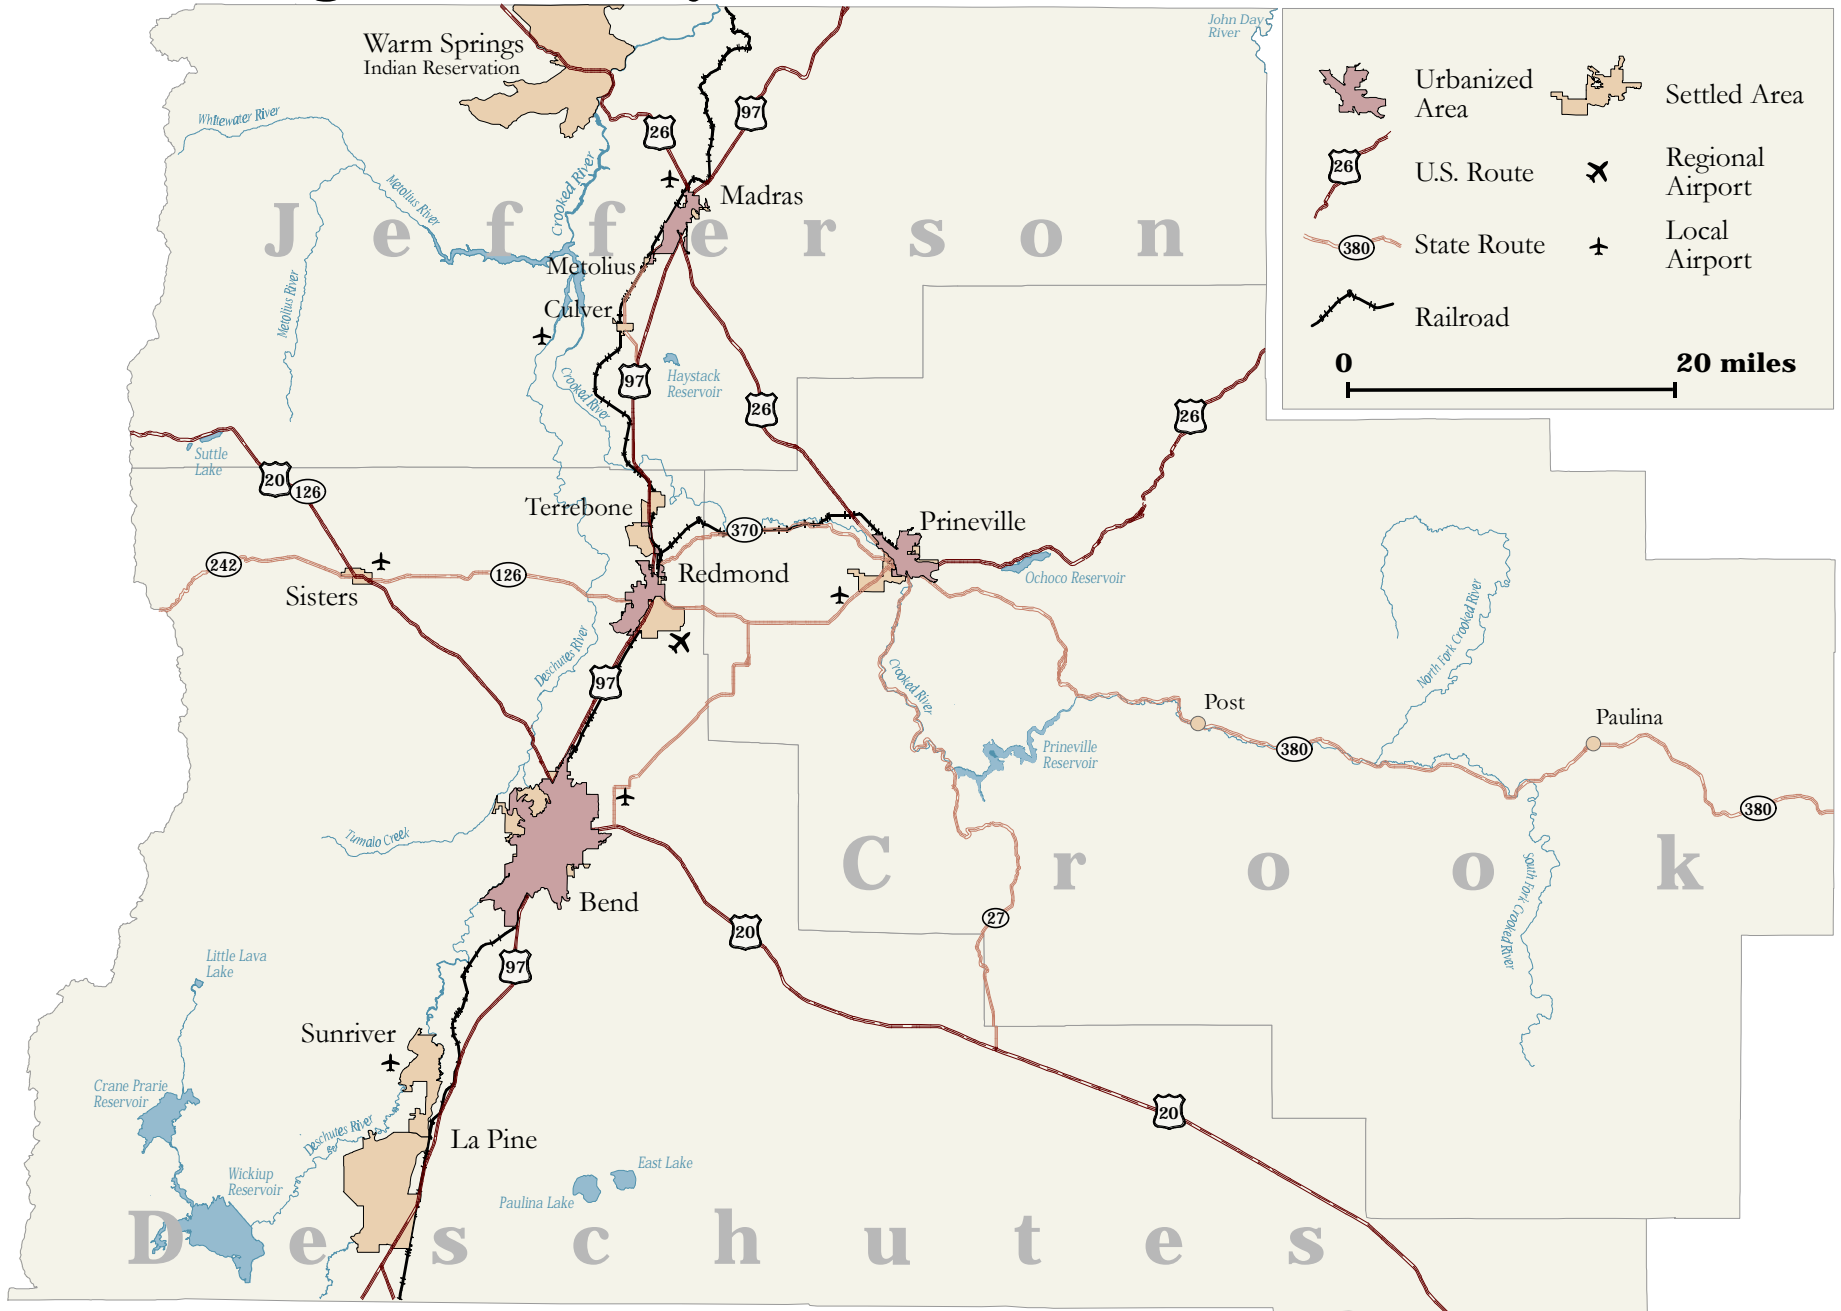 Warm Springs
Indian Reservation
John Day
River
Urbanized
Area
Settled Area
26
U.S. Route
Regional
Airport
380
State Route
Local
Airport
Railroad
0
20 miles
Whitewater River
Metolius River
Crooked River
26
97
Madras
Jefferson
Metolius River
Metolius
Culver
97
Haystack
Reservoir
Crooked River
26
26
Suttle
Lake
20
126
Terrebone
370
Prineville
242
Sisters
126
Redmond
Ochoco Reservoir
Deschutes River
97
Crooked River
North Fork Crooked River
Post
Paulina
Prineville
Reservoir
380
380
Tumalo Creek
Crook
South Fork Crooked River
Bend
20
27
97
Little Lava
Lake
Sunriver
Crane Prarie
Reservoir
Deschutes River
La Pine
20
Wickiup
Reservoir
East Lake
Paulina Lake
Deschutes